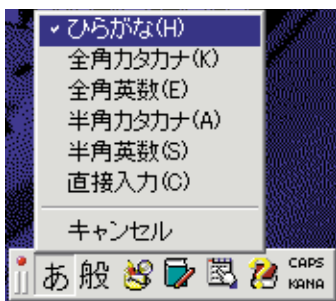 ひらがな(H)
全角カタカナ(K)
全角英数(E)
半角カタカナ(A)
半角英数(S)
直接入力(C)
キャンセル
あ 般 CAPS
KANA